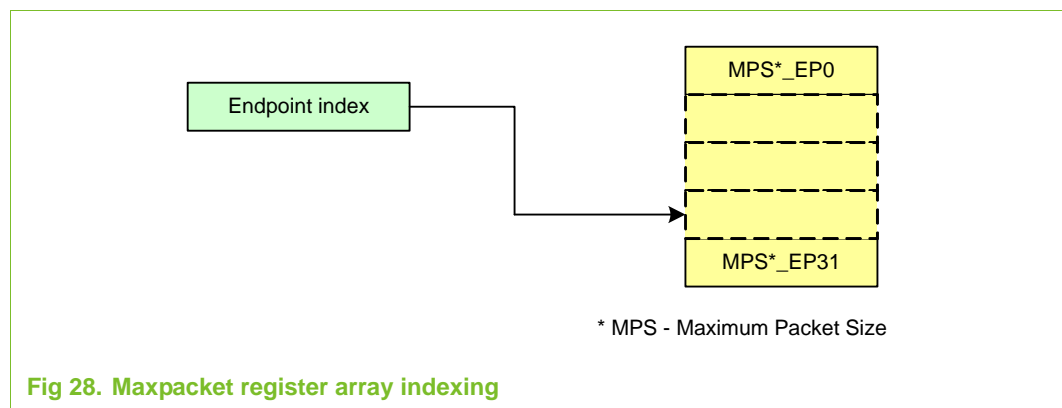 MPS*_EP0
Endpoint index
MPS*_EP31
* MPS - Maximum Packet Size
Fig 28. Maxpacket register array indexing